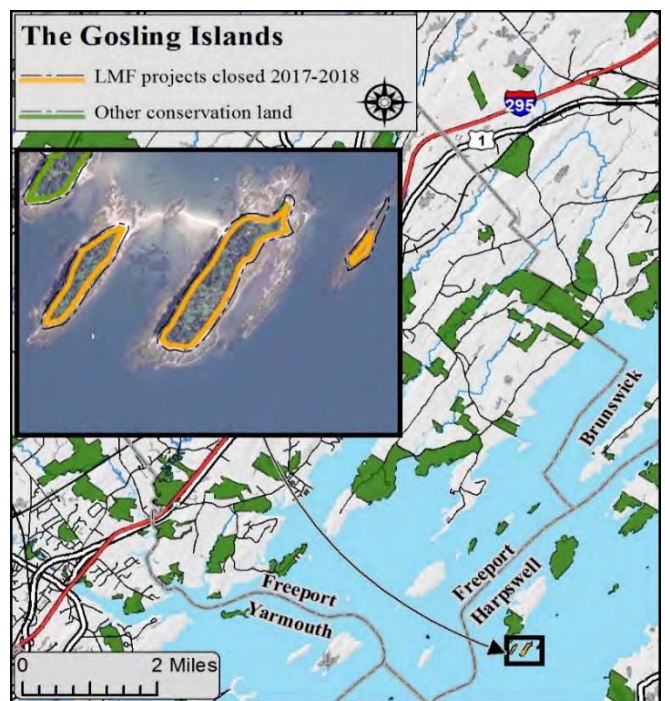 The Gosling Islands
LMF projects closed 2017-2018
Other conservation land
295
1
Brunswick
Freeport
Harpswell
Freeport
Yarmouth
0 2 Miles